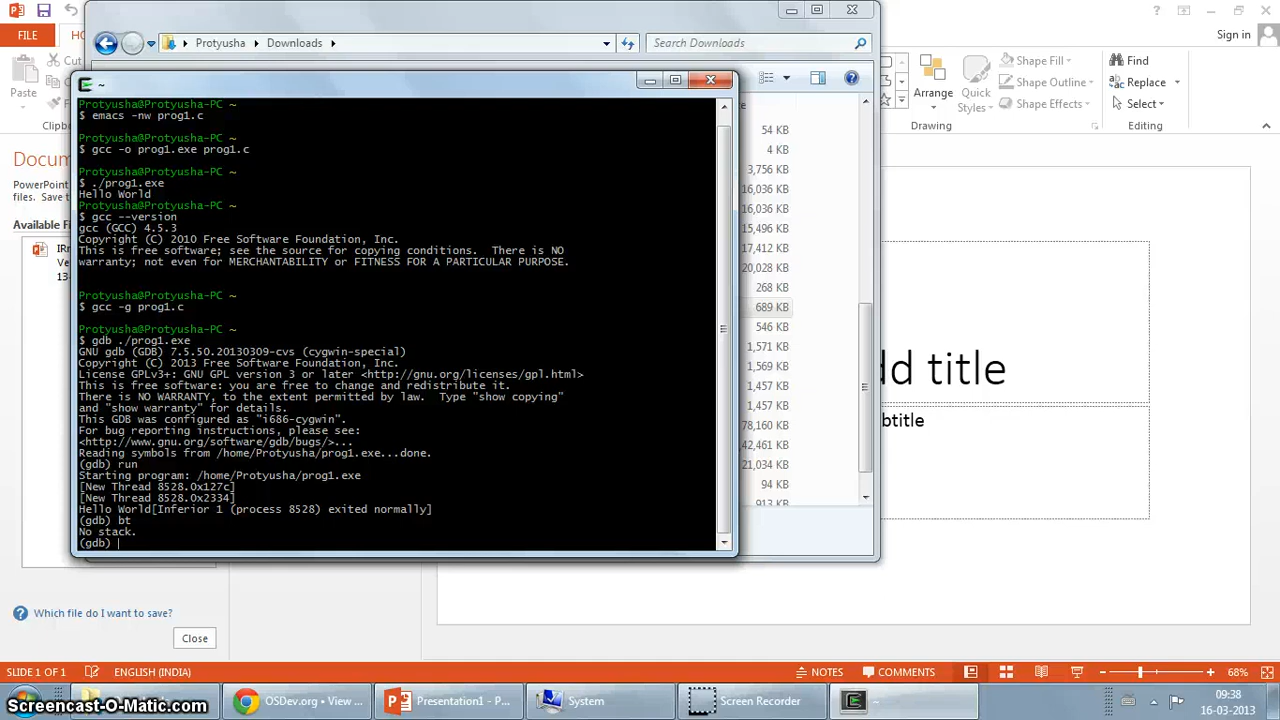 FILE
Sign in
Protyusha
Downloads
Search Downloads
Paste
Cut
Arrange
Quick
Styles
Shape Fill
Shape Outline
Shape Effects
Find
Replace
Select
Drawing
Editing
~
Protyusha@Protyusha-PC ~
$ emacs -nw prog1.c
Protyusha@Protyusha-PC ~
$ gcc -o prog1.exe prog1.c
Protyusha@Protyusha-PC ~
$ ./prog1.exe
Hello World
Protyusha@Protyusha-PC ~
$ gcc --version
gcc (GCC) 4.5.3
Copyright (C) 2010 Free Software Foundation, Inc.
This is free software; see the source for copying conditions.  There is NO
warranty; not even for MERCHANTABILITY or FITNESS FOR A PARTICULAR PURPOSE.
Protyusha@Protyusha-PC ~
$ gcc -g prog1.c
Protyusha@Protyusha-PC ~
$ gdb ./prog1.exe
GNU gdb (GDB) 7.5.50.20130309-cvs (cygwin-special)
Copyright (C) 2013 Free Software Foundation, Inc.
License GPLv3+: GNU GPL version 3 or later <http://gnu.org/licenses/gpl.html>
This is free software: you are free to change and redistribute it.
There is NO WARRANTY, to the extent permitted by law.  Type "show copying"
and "show warranty" for details.
This GDB was configured as "i686-cygwin".
For bug reporting instructions, please see:
<http://www.gnu.org/software/gdb/bugs/>...
Reading symbols from /home/Protyusha/prog1.exe...done.
(gdb) run
Starting program: /home/Protyusha/prog1.exe
[New Thread 8528.0x127c]
[New Thread 8528.0x2334]
Hello World[Inferior 1 (process 8528) exited normally]
(gdb) bt
No stack.
(gdb)
54 KB
4 KB
3,756 KB
16,036 KB
16,036 KB
15,496 KB
17,412 KB
20,028 KB
268 KB
689 KB
546 KB
1,571 KB
1,569 KB
1,457 KB
1,457 KB
78,160 KB
42,461 KB
21,034 KB
94 KB
913 KB
Docum
PowerPoint
files. Save
Available Fi
dd title
btitle
Which file do I want to save?
Close
SLIDE 1 OF 1
ENGLISH (INDIA)
NOTES
COMMENTS
68%
OSDev.org • View ...
Presentation1 - P...
System
Screen Recorder
~
09:38
16-03-2013
Screencast-O-Matic.com